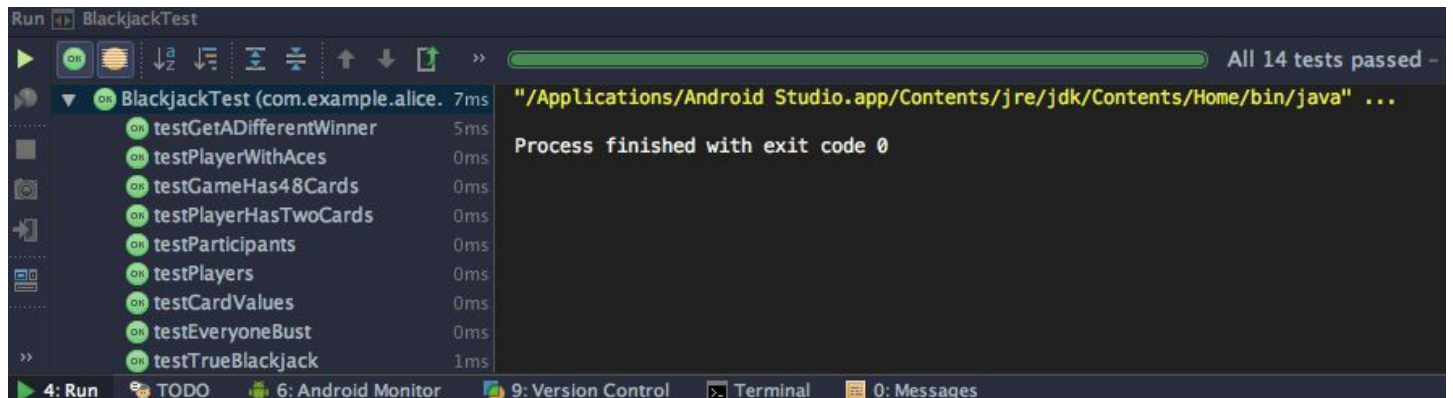 Run BlackjackTest
>> All 14 tests passed –
BlackjackTest (com.example.alice. 7ms
"/Applications/Android Studio.app/Contents/jre/jdk/Contents/Home/bin/java" ...
testGetADifferentWinner 5ms
testPlayerWithAces 0ms
Process finished with exit code 0
testGameHas48Cards 0ms
testPlayerHasTwoCards 0ms
testParticipants 0ms
testPlayers 0ms
testCardValues 0ms
testEveryoneBust 0ms
>> testTrueBlackjack 1ms
4: Run TODO 6: Android Monitor 9: Version Control Terminal 0: Messages